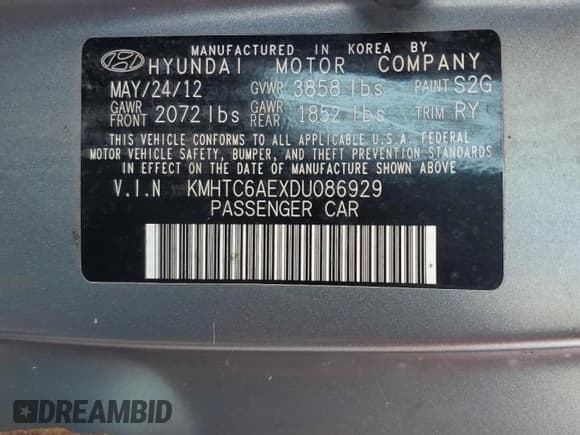 MANUFACTURED IN KOREA BY
HYUNDAI MOTOR COMPANY
MAY/24/12 GVWR 3858 lbs PAINT S2G
GAWR FRONT 2072 lbs GAWR REAR 1852 lbs TRIM RY
THIS VEHICLE CONFORMS TO ALL APPLICABLE U.S.A. FEDERAL
MOTOR VEHICLE SAFETY, BUMPER, AND THEFT PREVENTION STANDARDS
IN EFFECT ON THE DATE OF MANUFACTURE SHOWN ABOVE
V.I.N KMHTC6AEXDU086929
PASSENGER CAR
DREAMBID